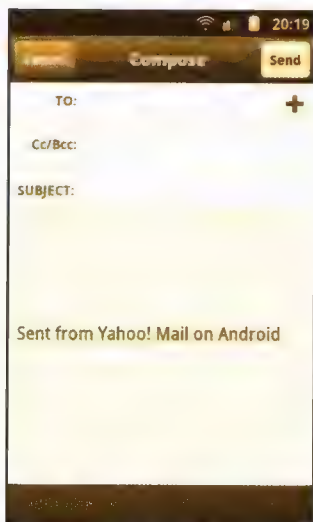 20:19
Compose Send
TO: +
Cc/Bcc:
SUBJECT:
Sent from Yahoo! Mail on Android